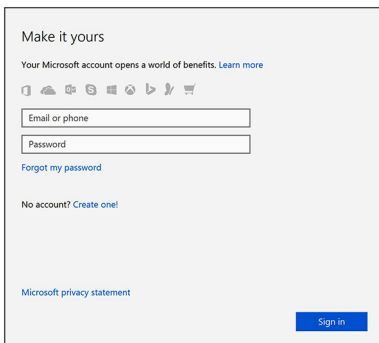 Make it yours
Your Microsoft account opens a world of benefits. Learn more
Email or phone
Password
Forgot my password
No account? Create one!
Microsoft privacy statement
Sign in